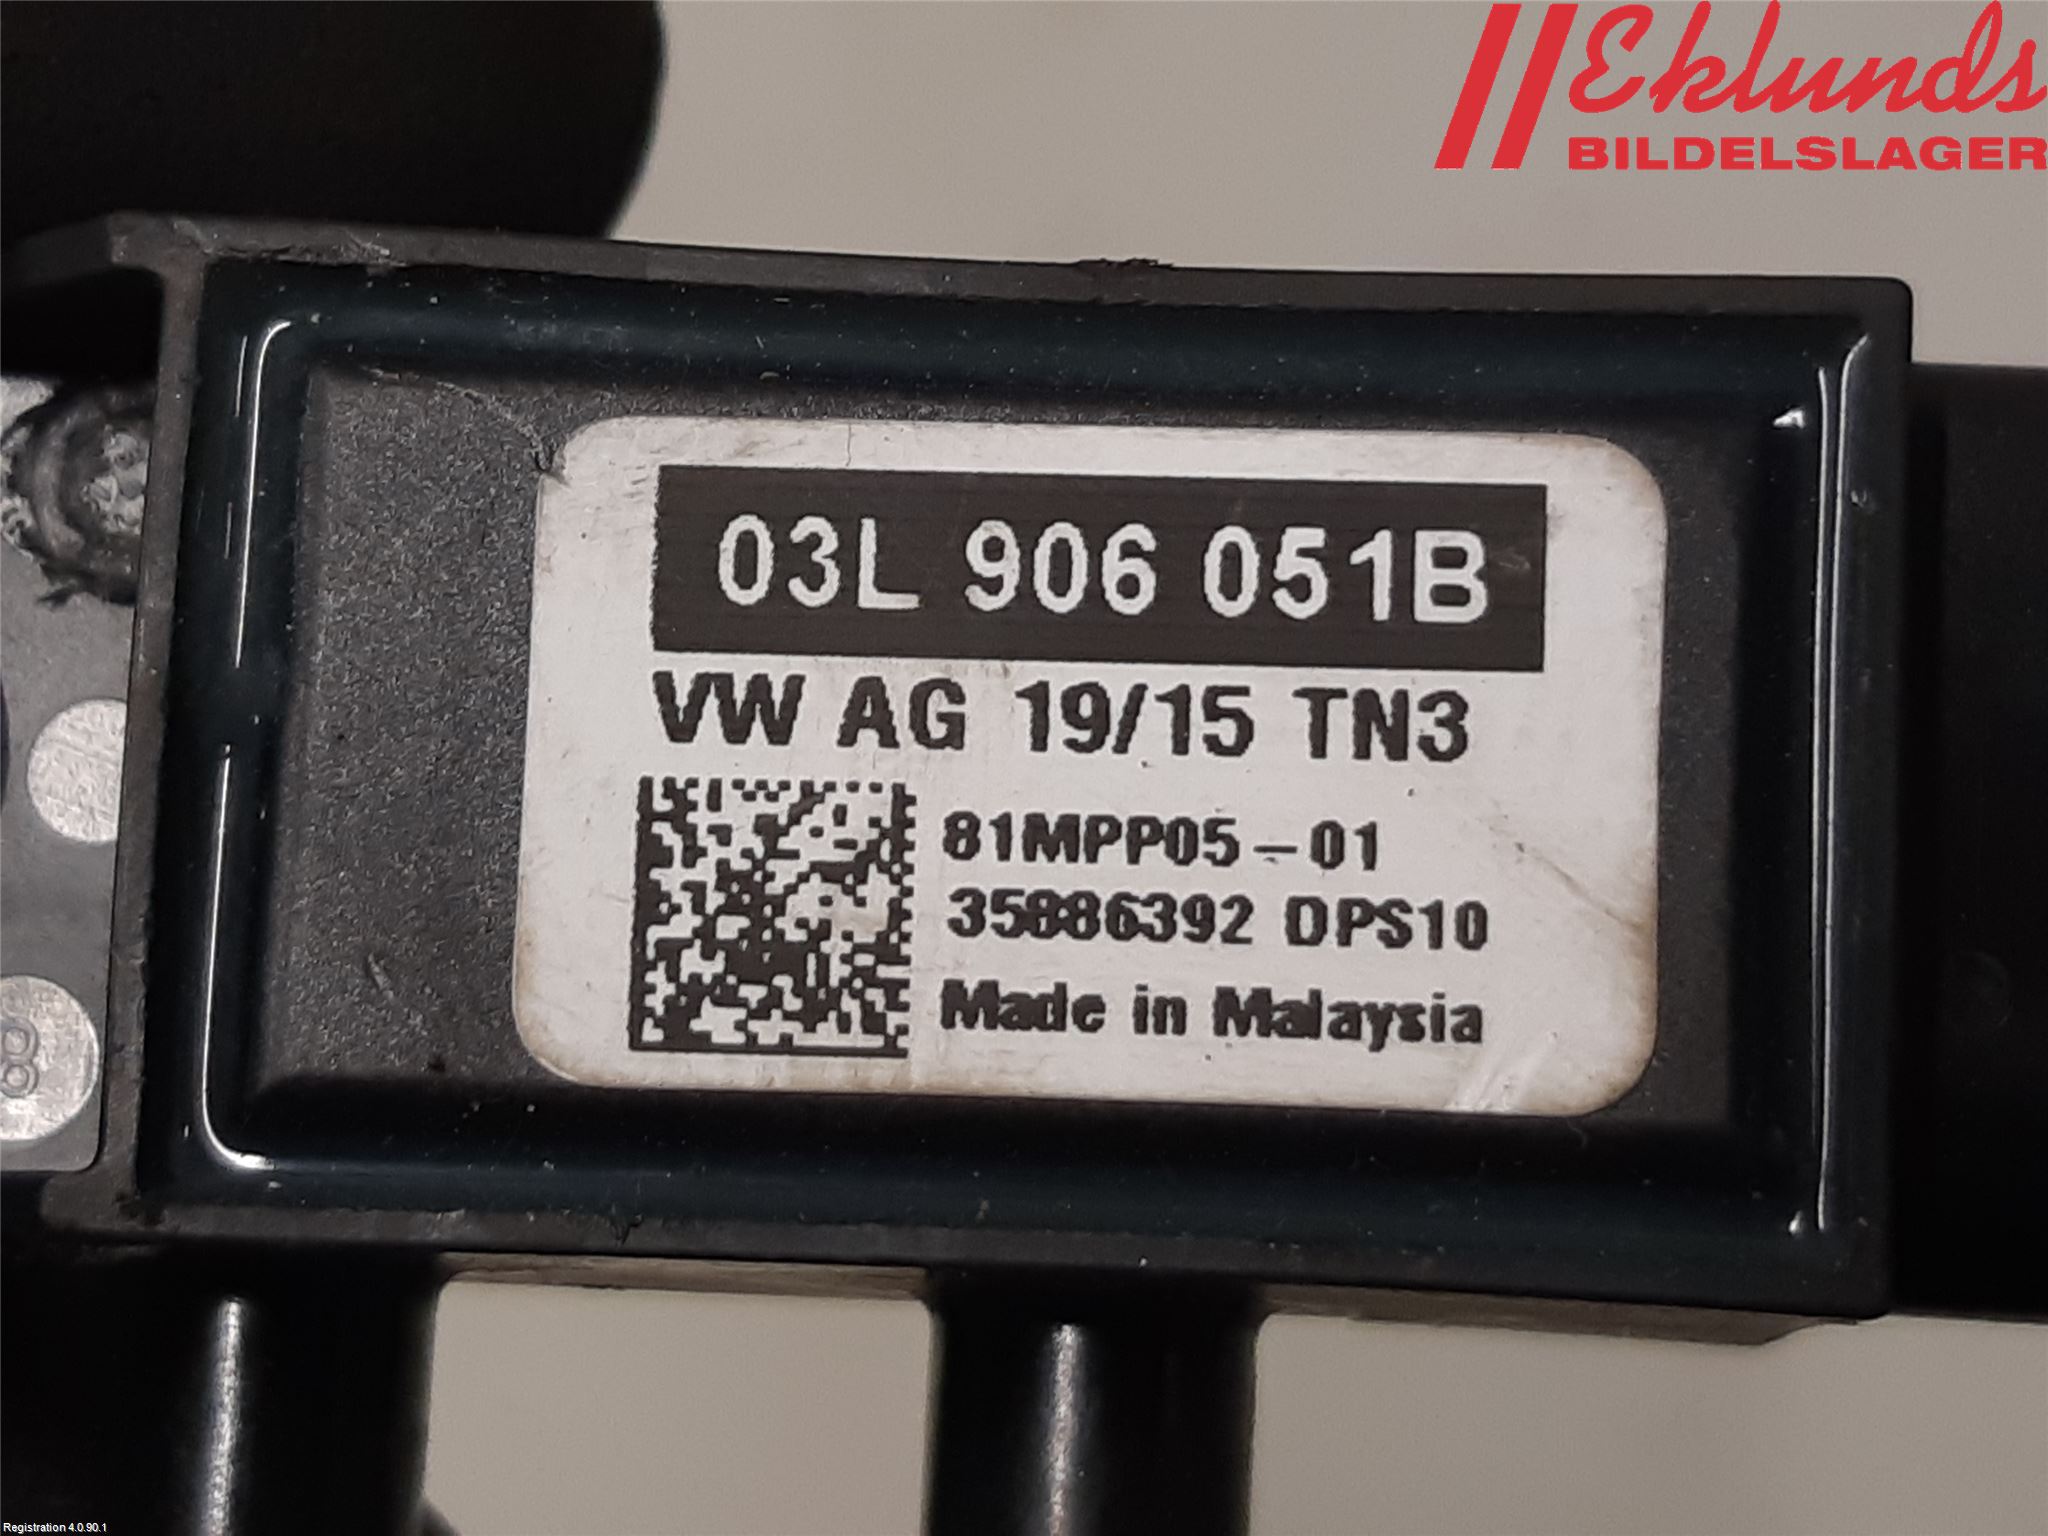 Eklunds
BILDELSLAGER
03L 906 051B
VW AG 19/15 TN3
81MPP05-01
35886392 DPS10
Made in Malaysia
8
Registration 4.0.90.1